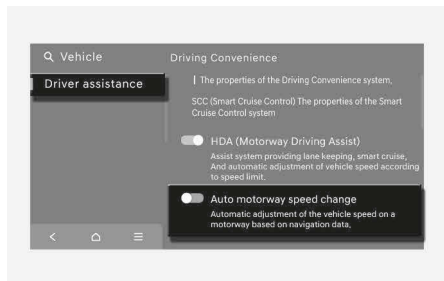 Vehicle
Driver assistance
Driving Convenience
The properties of the Driving Convenience system,
SCC (Smart Cruise Control) The properties of the Smart
Cruise Control system
HDA (Motorway Driving Assist)
Assist system providing lane keeping, smart cruise,
And automatic adjustment of vehicle speed according
to speed limit,
Auto motorway speed change
Automatic adjustment of the vehicle speed on a
motorway based on navigation data,